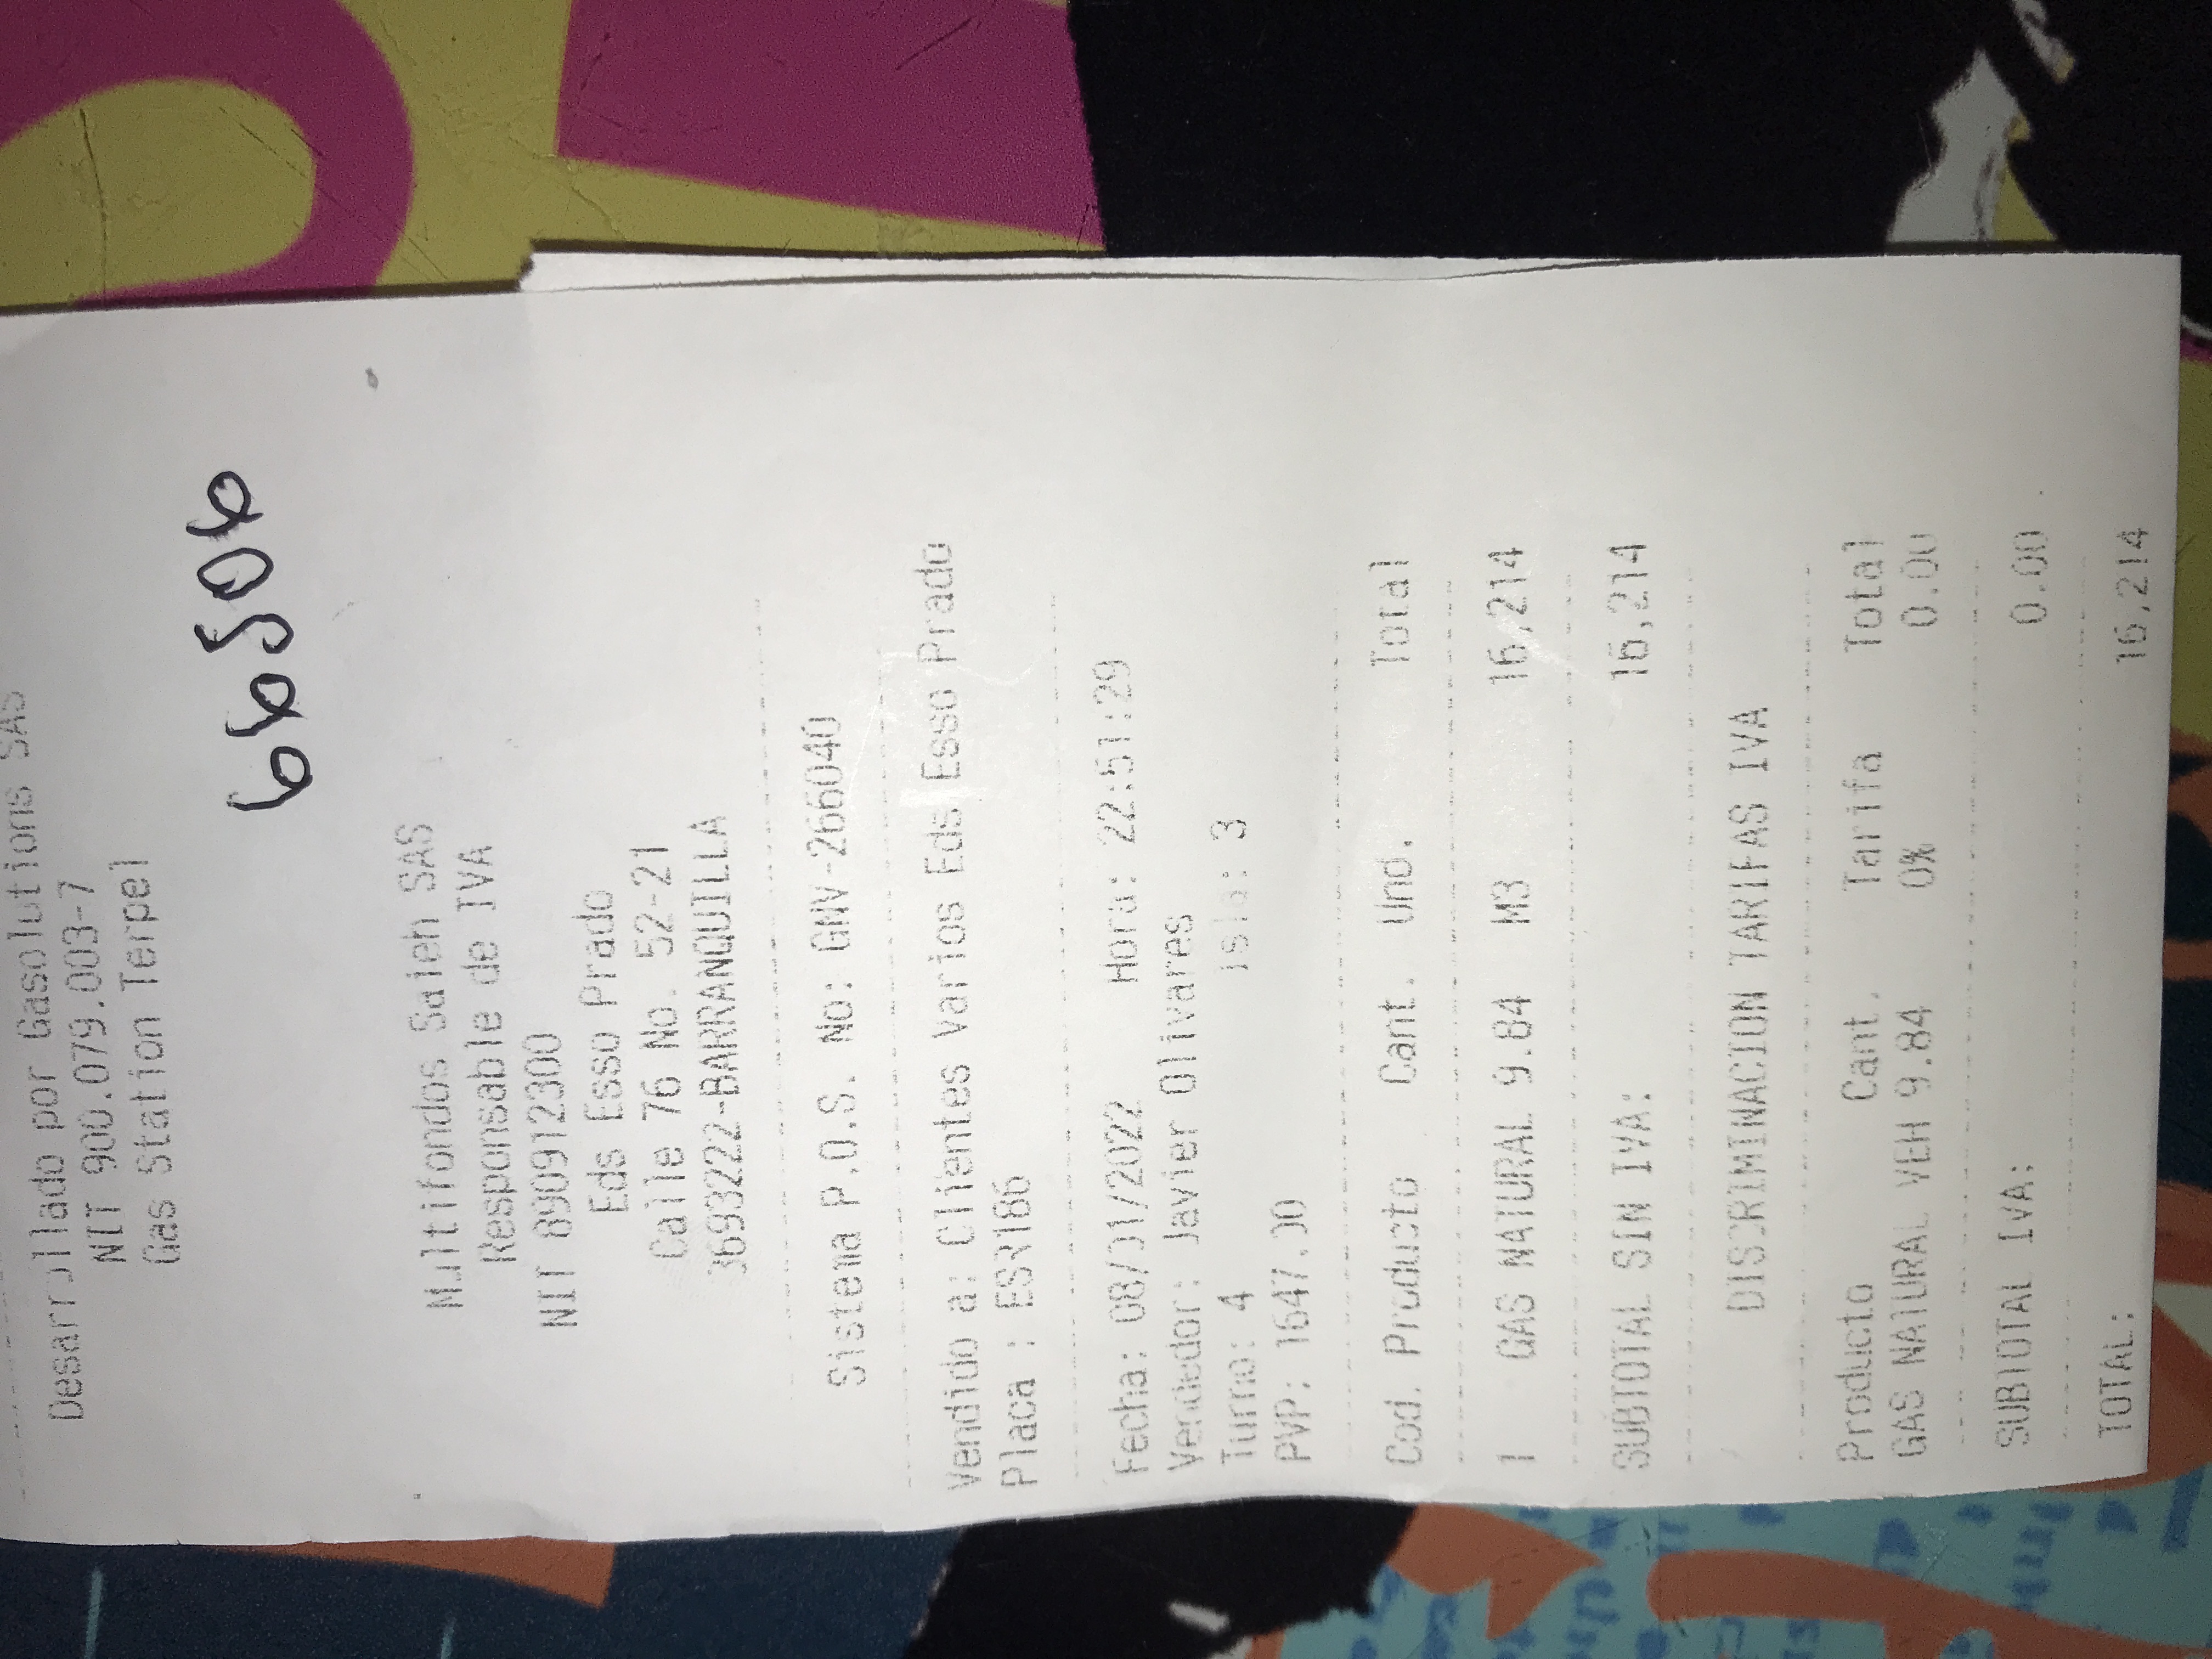 Desarrollado por Gasolutions SAS
NIT 900.079.003-7
Gas Station Terpel
Multifondos Saieh SAS
Responsable de IVA
NIT 890912300
Eds Esso Prado
Calle 76 No. 52-21
3693222-BARRANQUILLA
Sistema P.O.S. No: GNV-266040
Vendido a: Clientes Varios Eds Esso Prado
Placa : ESR186
Fecha: 08/01/2022 Hora: 22:51:29
Vendedor: Javier Olivares
Turno: 4 Isla: 3
PVP: 1647.00
Cod. Producto Cant. Und. Total
1 GAS NATURAL 9.84 M3 16,214
SUBTOTAL SIN IVA: 16,214
DISCRIMINACION TARIFAS IVA
Producto Cant. Tarifa Total
GAS NATURAL VEH 9.84 0% 0.00
SUBTOTAL IVA: 0.00
TOTAL: 16,214